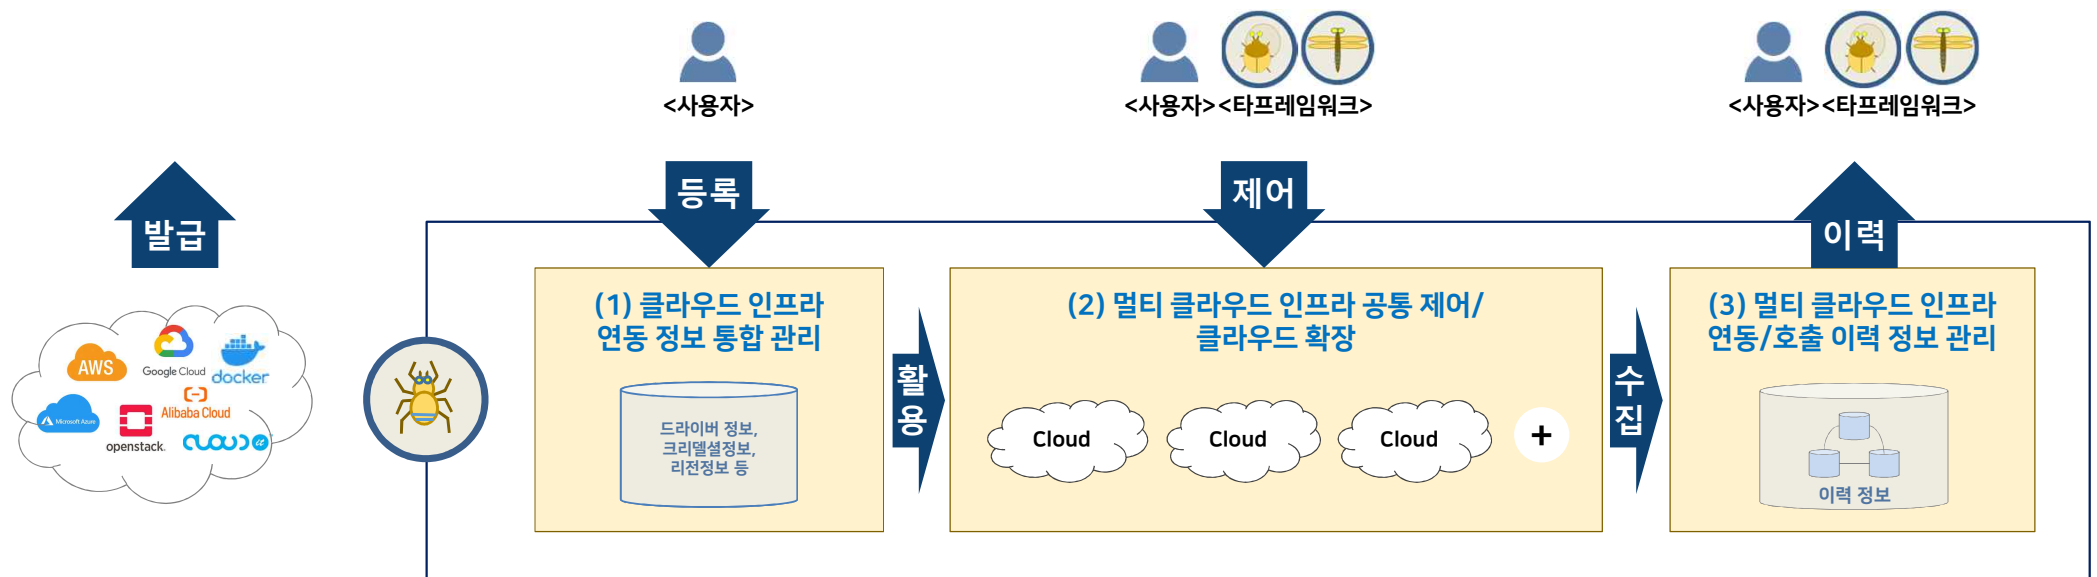 <사용자>
<사용자><타프레임워크>
<사용자><타프레임워크>
발급
등록
제어
이력
AWS
Google Cloud
docker
Microsoft Azure
openstack.
Alibaba Cloud
CLOUD it
(1) 클라우드 인프라
연동 정보 통합 관리
드라이버 정보,
크리델셜정보,
리전정보 등
활용
(2) 멀티 클라우드 인프라 공통 제어/
클라우드 확장
Cloud
Cloud
Cloud
+
수집
(3) 멀티 클라우드 인프라
연동/호출 이력 정보 관리
이력 정보